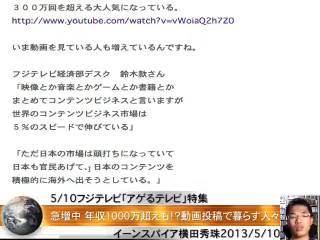 ３００万回を超える大人気になっている。
http://www.youtube.com/watch?v=vWoiaQ2h7Z0
いま動画を見ている人も増えているんですね。
フジテレビ経済部デスク　鈴木款さん
「映像とか音楽とかゲームとか書籍とか
まとめてコンテンツビジネスと言いますが
世界のコンテンツビジネス市場は
５％のスピードで伸びている」
「ただ日本の市場は頭打ちになっていて
日本も官民あげて、日本のコンテンツを
積極的に海外へ出そうとしている。」
5/10フジテレビ「アゲるテレビ」特集
急増中 年収1000万超えも!?動画投稿で暮らす人々
イーンスパイア横田秀珠2013/5/10